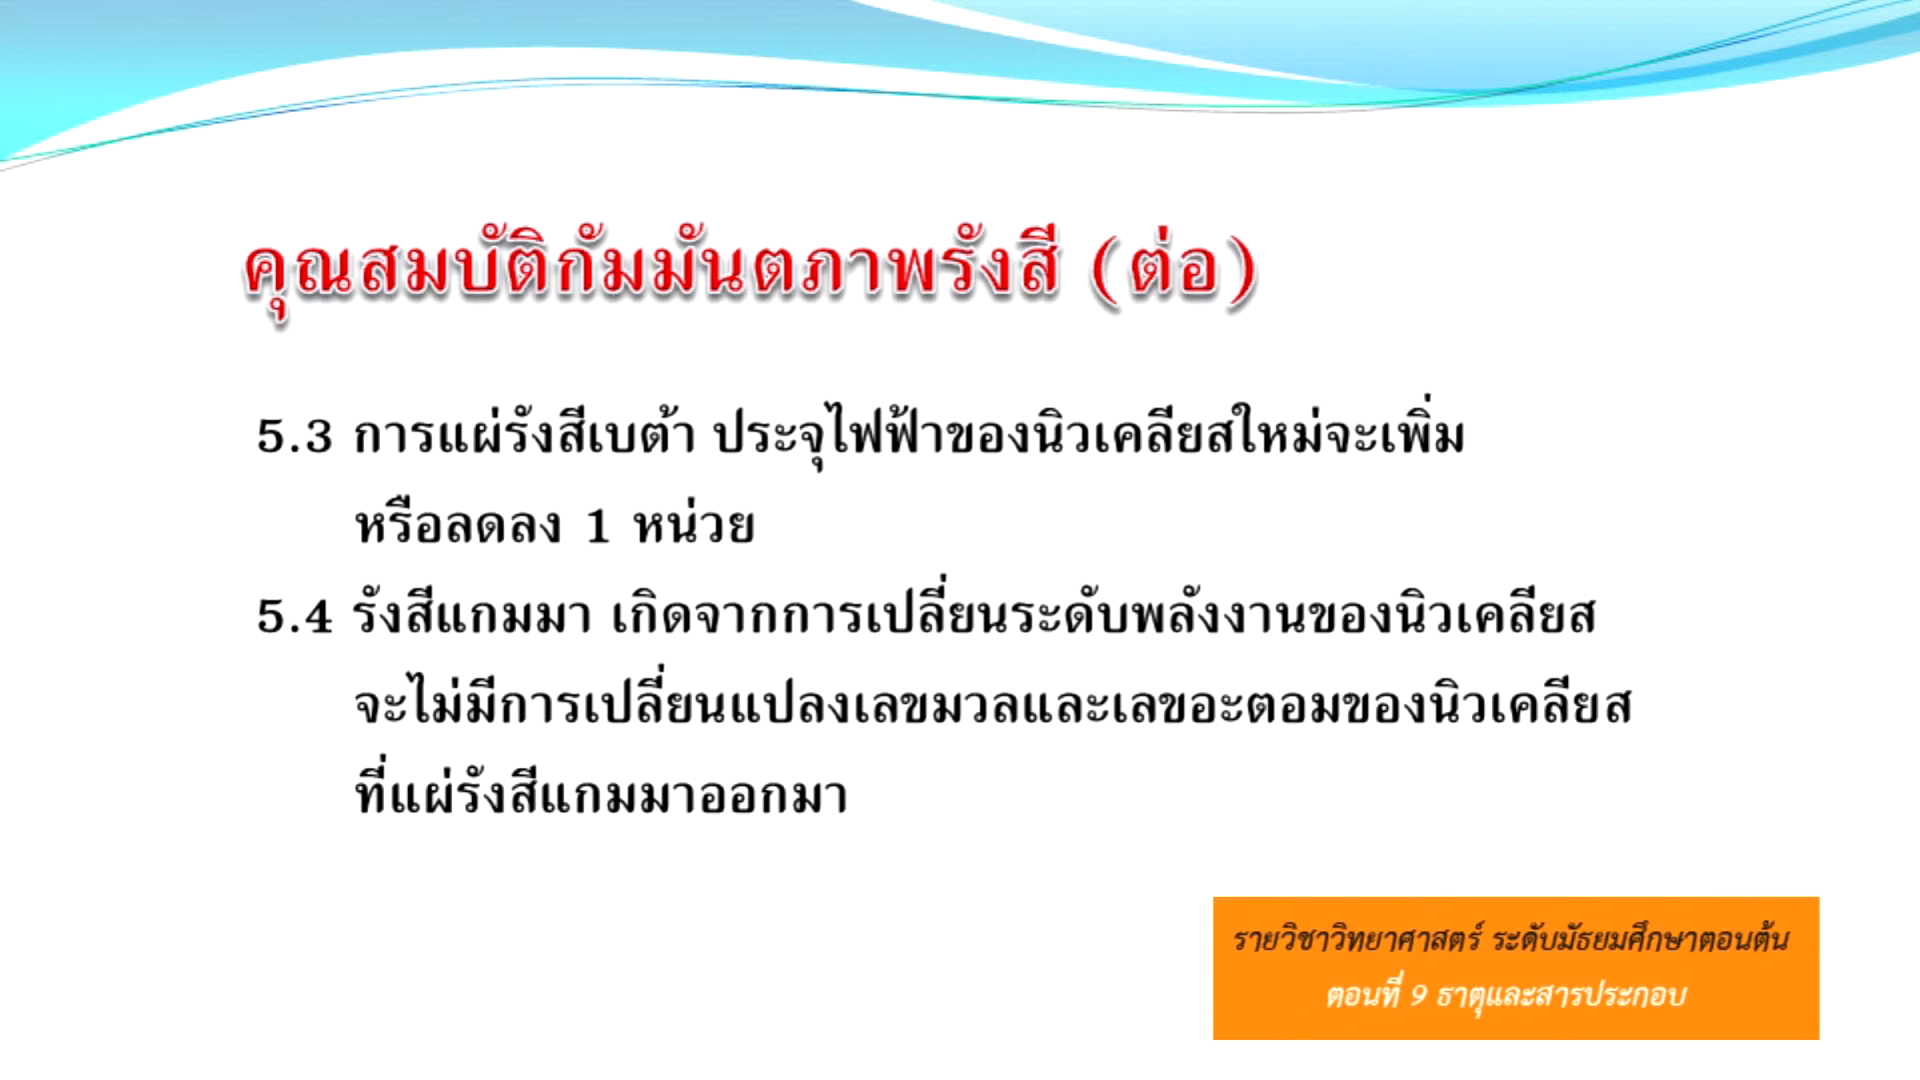 คุณสมบัติกัมมันตภาพรังสี (ต่อ)
5.3 การแผ่รังสีเบต้า ประจุไฟฟ้าของนิวเคลียสใหม่จะเพิ่ม
หรือลดลง 1 หน่วย
5.4 รังสีแกมมา เกิดจากการเปลี่ยนระดับพลังงานของนิวเคลียส
จะไม่มีการเปลี่ยนแปลงเลขมวลและเลขอะตอมของนิวเคลียส
ที่แผ่รังสีแกมมาออกมา
รายวิชาวิทยาศาสตร์ ระดับมัธยมศึกษาตอนต้น
ตอนที่ 9 ธาตุและสารประกอบ